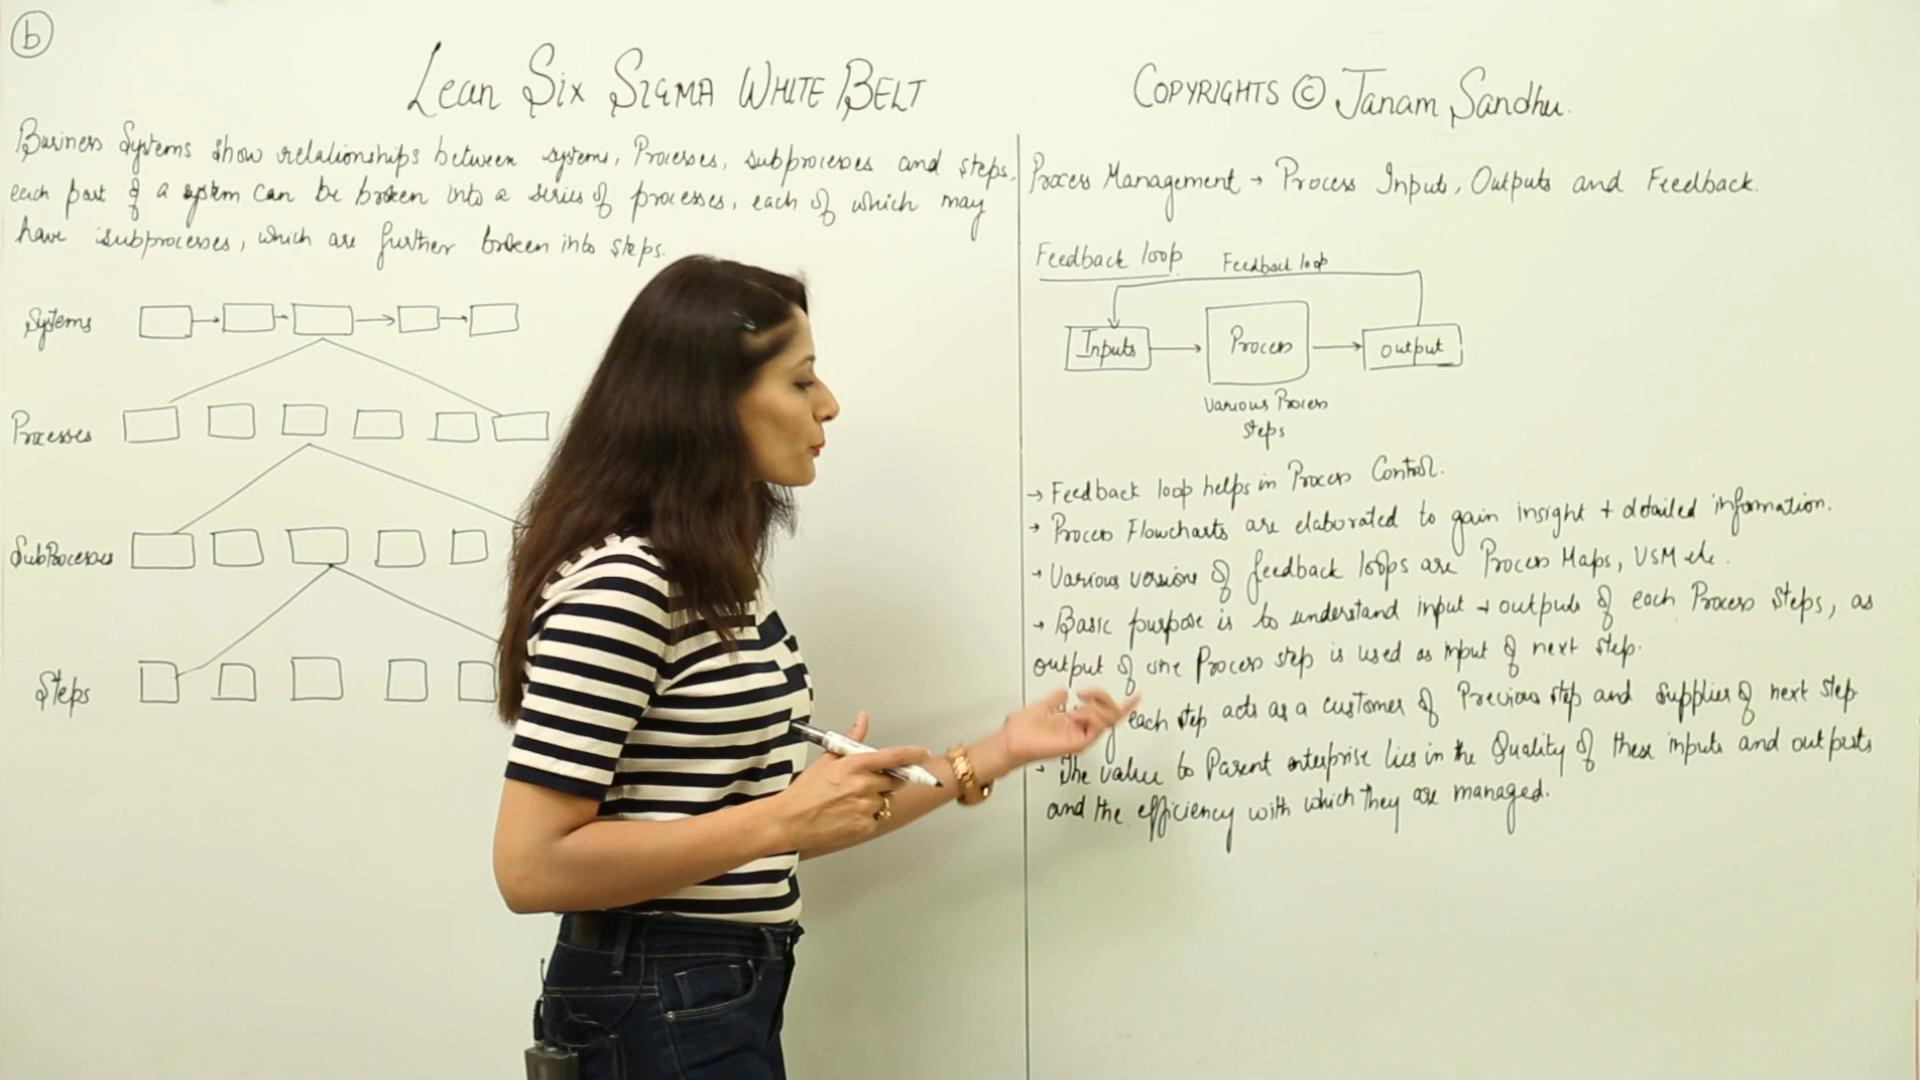 b
Lean Six SIGMA WHITE BELT
COPYRIGHTS © Janam Sandhu.
Business Systems show relationships between systems, Processes, subprocesses and steps.
each part of a system can be broken into a series of processes, each of which may
have subprocesses, which are further broken into steps.
Systems
Processes
SubProcesses
Steps
Process Management → Process Inputs, Outputs and Feedback.
Feedback loop
Feedback loop
Inputs
Process
output
Various Process
steps
→ Feedback loop helps in Process Control.
→ Process Flowcharts are elaborated to gain insight + detailed information.
→ Various versions of feedback loops are Process Maps, VSM etc.
→ Basic purpose is to understand input + outputs of each Process steps, as
output of one Process step is used as input of next step.
each step acts as a customer of Previous step and supplier of next step
→ The value to Parent enterprise lies in the Quality of these inputs and outputs
and the efficiency with which they are managed.